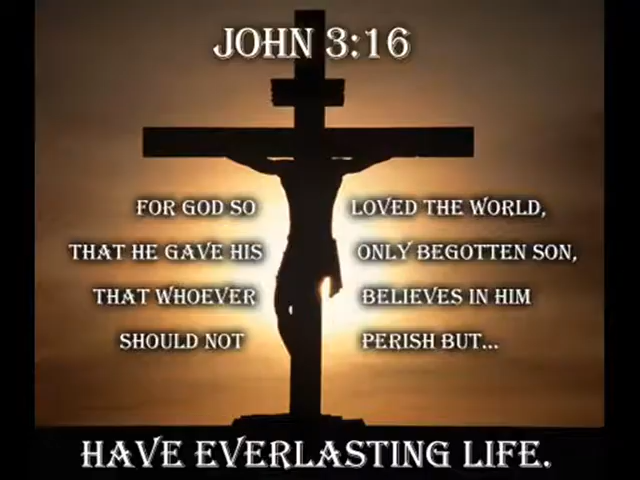 JOHN 3:16
FOR GOD SO LOVED THE WORLD,
THAT HE GAVE HIS ONLY BEGOTTEN SON,
THAT WHOEVER BELIEVES IN HIM
SHOULD NOT PERISH BUT...
HAVE EVERLASTING LIFE.